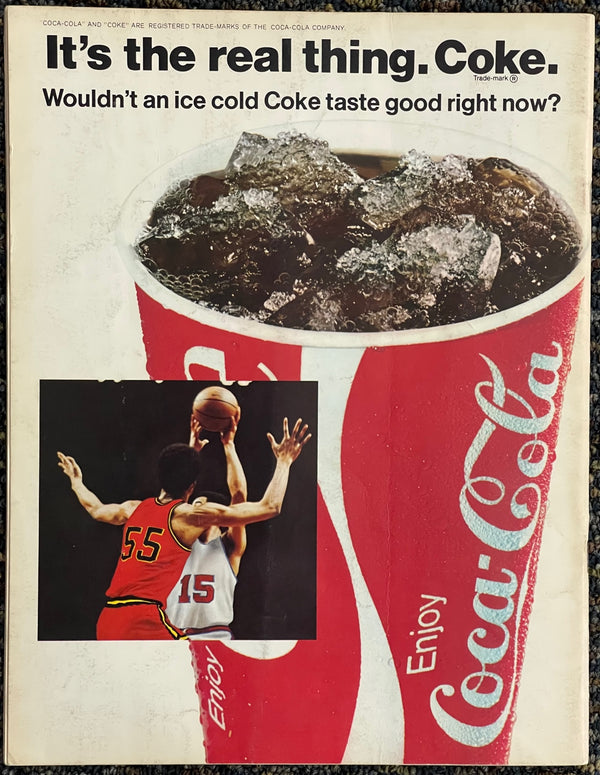 "COCA-COLA" AND "COKE" ARE REGISTERED TRADE-MARKS OF THE COCA-COLA COMPANY.
It's the real thing. Coke.
Trade-mark ®
Wouldn't an ice cold Coke taste good right now?
55
15
Enjoy
Enjoy
Coca-Cola